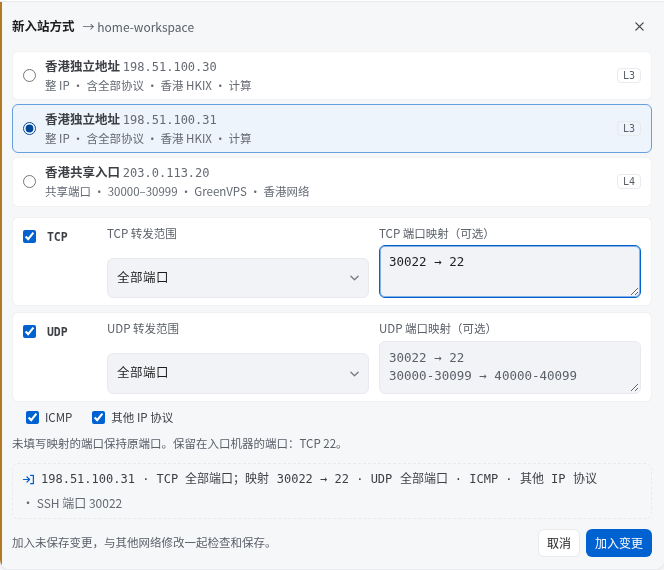 新入站方式 → home-workspace ×
香港独立地址 198.51.100.30
整 IP · 含全部协议 · 香港 HKIX · 计算
L3
香港独立地址 198.51.100.31
整 IP · 含全部协议 · 香港 HKIX · 计算
L3
香港共享入口 203.0.113.20
共享端口 · 30000–30999 · GreenVPS · 香港网络
L4
TCP
TCP 转发范围
全部端口
TCP 端口映射（可选）
30022 → 22
UDP
UDP 转发范围
全部端口
UDP 端口映射（可选）
30022 → 22
30000-30099 → 40000-40099
ICMP 其他 IP 协议
未填写映射的端口保持原端口。保留在入口机器的端口：TCP 22。
198.51.100.31 · TCP 全部端口；映射 30022 → 22 · UDP 全部端口 · ICMP · 其他 IP 协议
· SSH 端口 30022
加入未保存变更，与其他网络修改一起检查和保存。
取消
加入变更